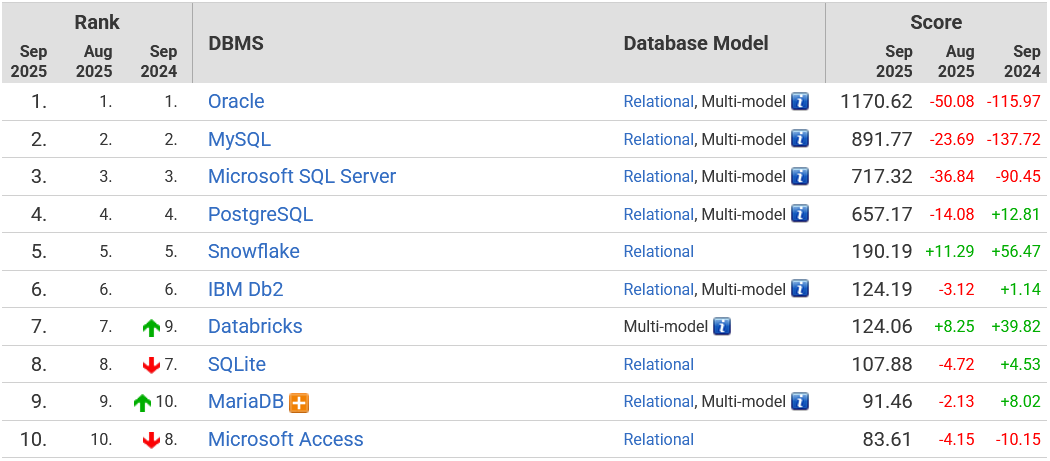 Rank DBMS Database Model Score
Sep 2025 Aug 2025 Sep 2024 Sep 2025 Aug 2025 Sep 2024
1. 1. 1. Oracle Relational, Multi-model i 1170.62 -50.08 -115.97
2. 2. 2. MySQL Relational, Multi-model i 891.77 -23.69 -137.72
3. 3. 3. Microsoft SQL Server Relational, Multi-model i 717.32 -36.84 -90.45
4. 4. 4. PostgreSQL Relational, Multi-model i 657.17 -14.08 +12.81
5. 5. 5. Snowflake Relational 190.19 +11.29 +56.47
6. 6. 6. IBM Db2 Relational, Multi-model i 124.19 -3.12 +1.14
7. 7. 9. Databricks Multi-model i 124.06 +8.25 +39.82
8. 8. 7. SQLite Relational 107.88 -4.72 +4.53
9. 9. 10. MariaDB + Relational, Multi-model i 91.46 -2.13 +8.02
10. 10. 8. Microsoft Access Relational 83.61 -4.15 -10.15